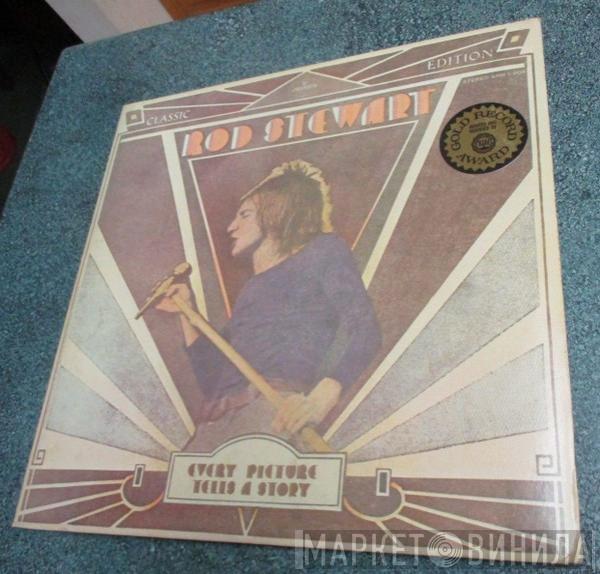 CLASSIC
EDITION
ROD STEWART
GOLD RECORD
AWARD
EVERY PICTURE
TELLS A STORY
МАРКЕТ ВИНИЛА